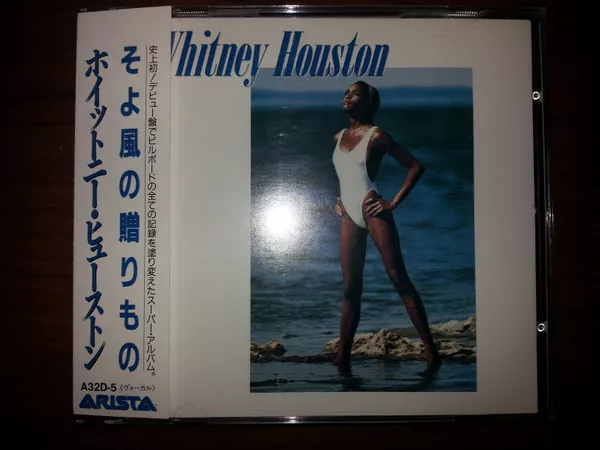 Whitney Houston
史上初!デビュー盤でビルボードの全ての記録を塗り変えたスーパー・アルバム。
そよ風の贈りもの
ホイットニー・ヒューストン
A32D-5 《ヴォーカル》
ARISTA